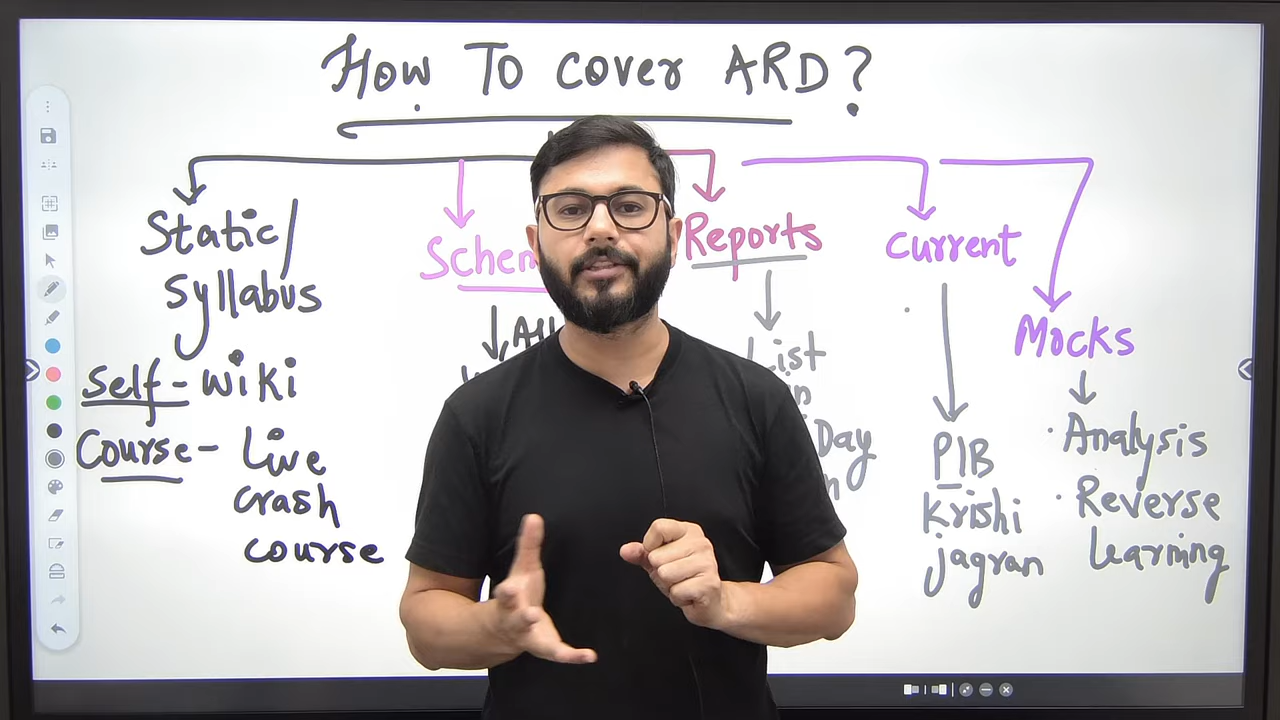 How To cover ARD?
Static/
Syllabus
Self - wiki
Course - Live
crash
course
Reports
List
Day
Current
PIB
Krishi
jagran
Mocks
Analysis
Reverse
Learning